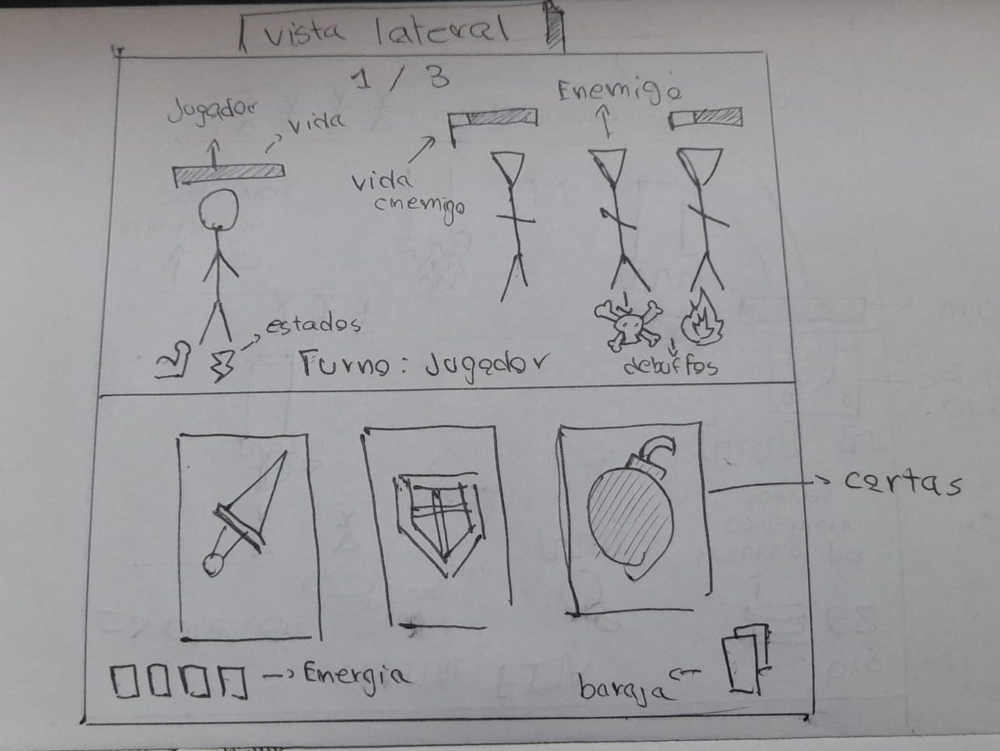 vista lateral
1 / 3
Jugador
vida
Enemigo
vida
enemigo
estados
Turno: Jugador
debuffos
cartas
Energia
baraja